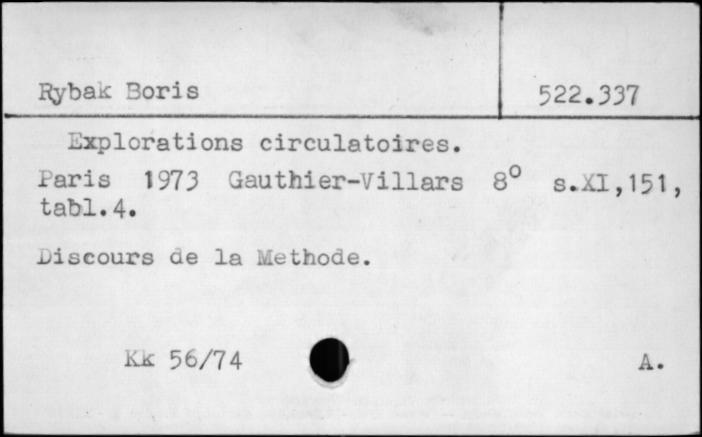 Rybak Boris 522.337
Explorations circulatoires.
Paris 1973 Gauthier-Villars 8° s.XI,151,
tabl.4.
Discours de la Methode.
Kk 56/74 A.